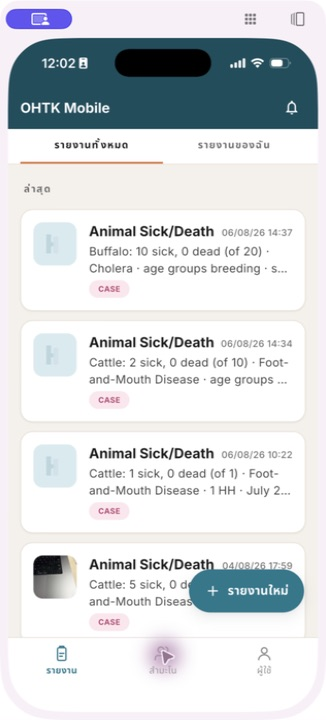 12:02
OHTK Mobile
รายงานทั้งหมด
รายงานของฉัน
ล่าสุด
Animal Sick/Death 06/08/26 14:37
Buffalo: 10 sick, 0 dead (of 20) ·
Cholera · age groups breeding · s...
CASE
Animal Sick/Death 06/08/26 14:34
Cattle: 2 sick, 0 dead (of 10) · Foot-
and-Mouth Disease · age groups ...
CASE
Animal Sick/Death 06/08/26 10:22
Cattle: 1 sick, 0 dead (of 1) · Foot-
and-Mouth Disease · 1 HH · July 2...
CASE
Animal Sick/Death 04/08/26 17:59
Cattle: 5 sick, 0 de
and-Mouth Diseas
+ รายงานใหม่
CASE
รายงาน
ผู้ใช้